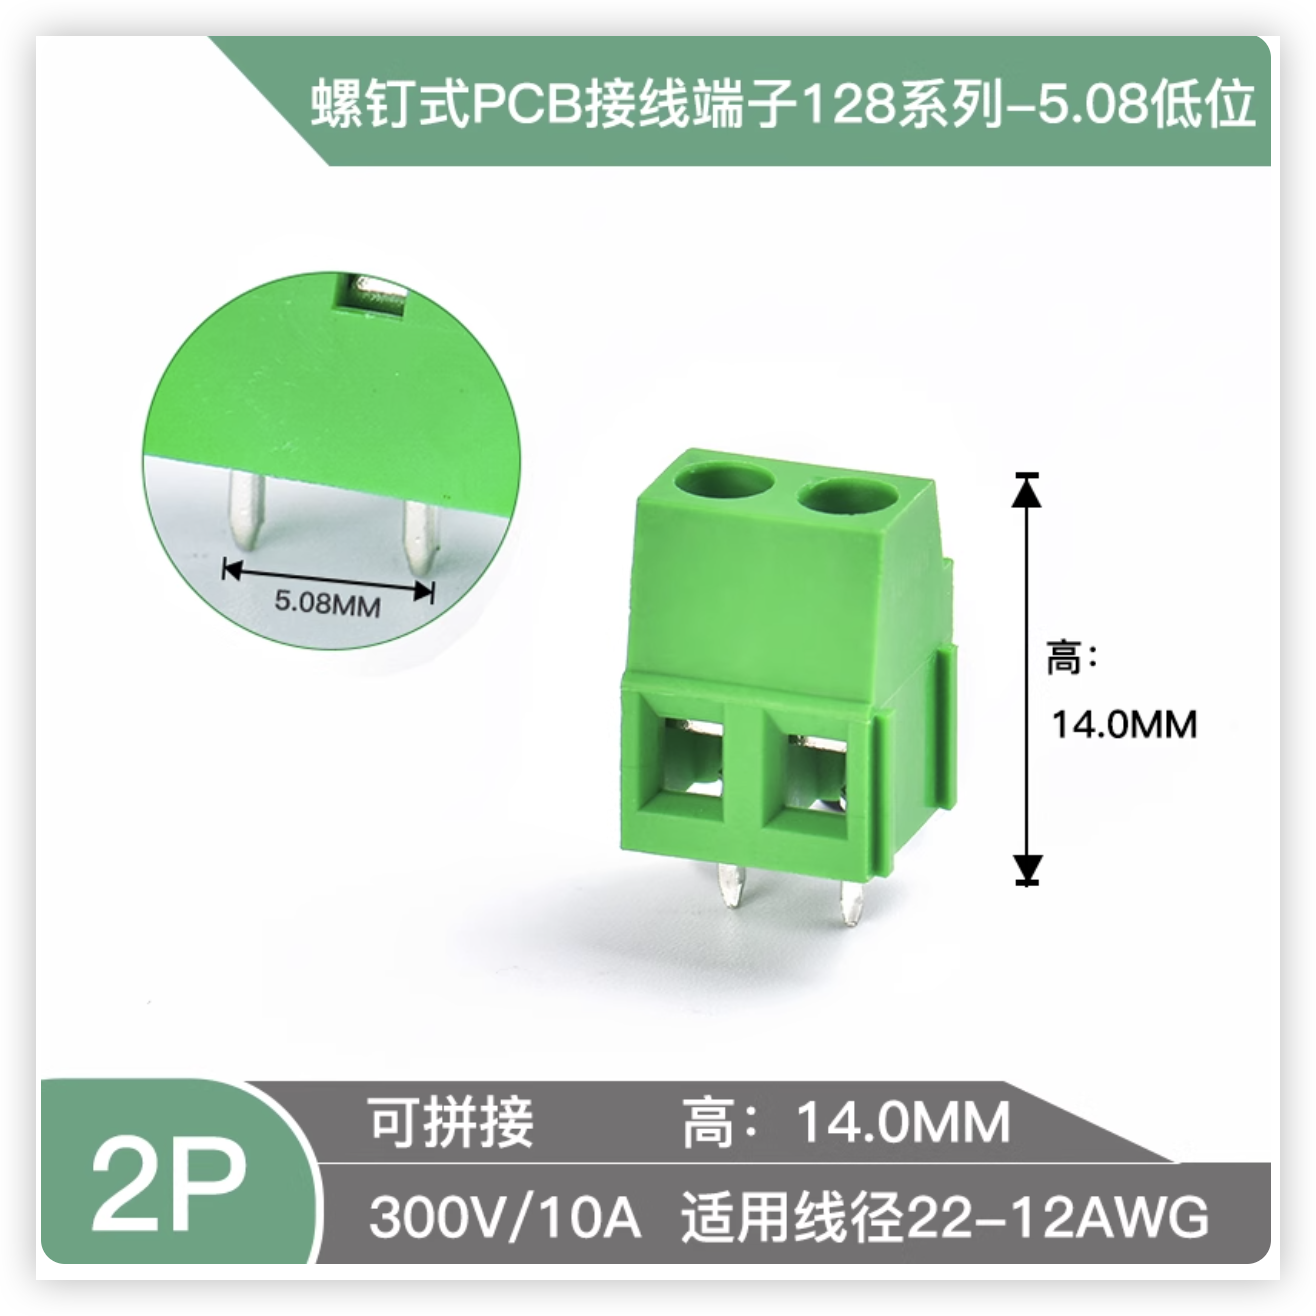 螺钉式PCB接线端子128系列-5.08低位
5.08MM
高：
14.0MM
2P
可拼接 高：14.0MM
300V/10A 适用线径22-12AWG